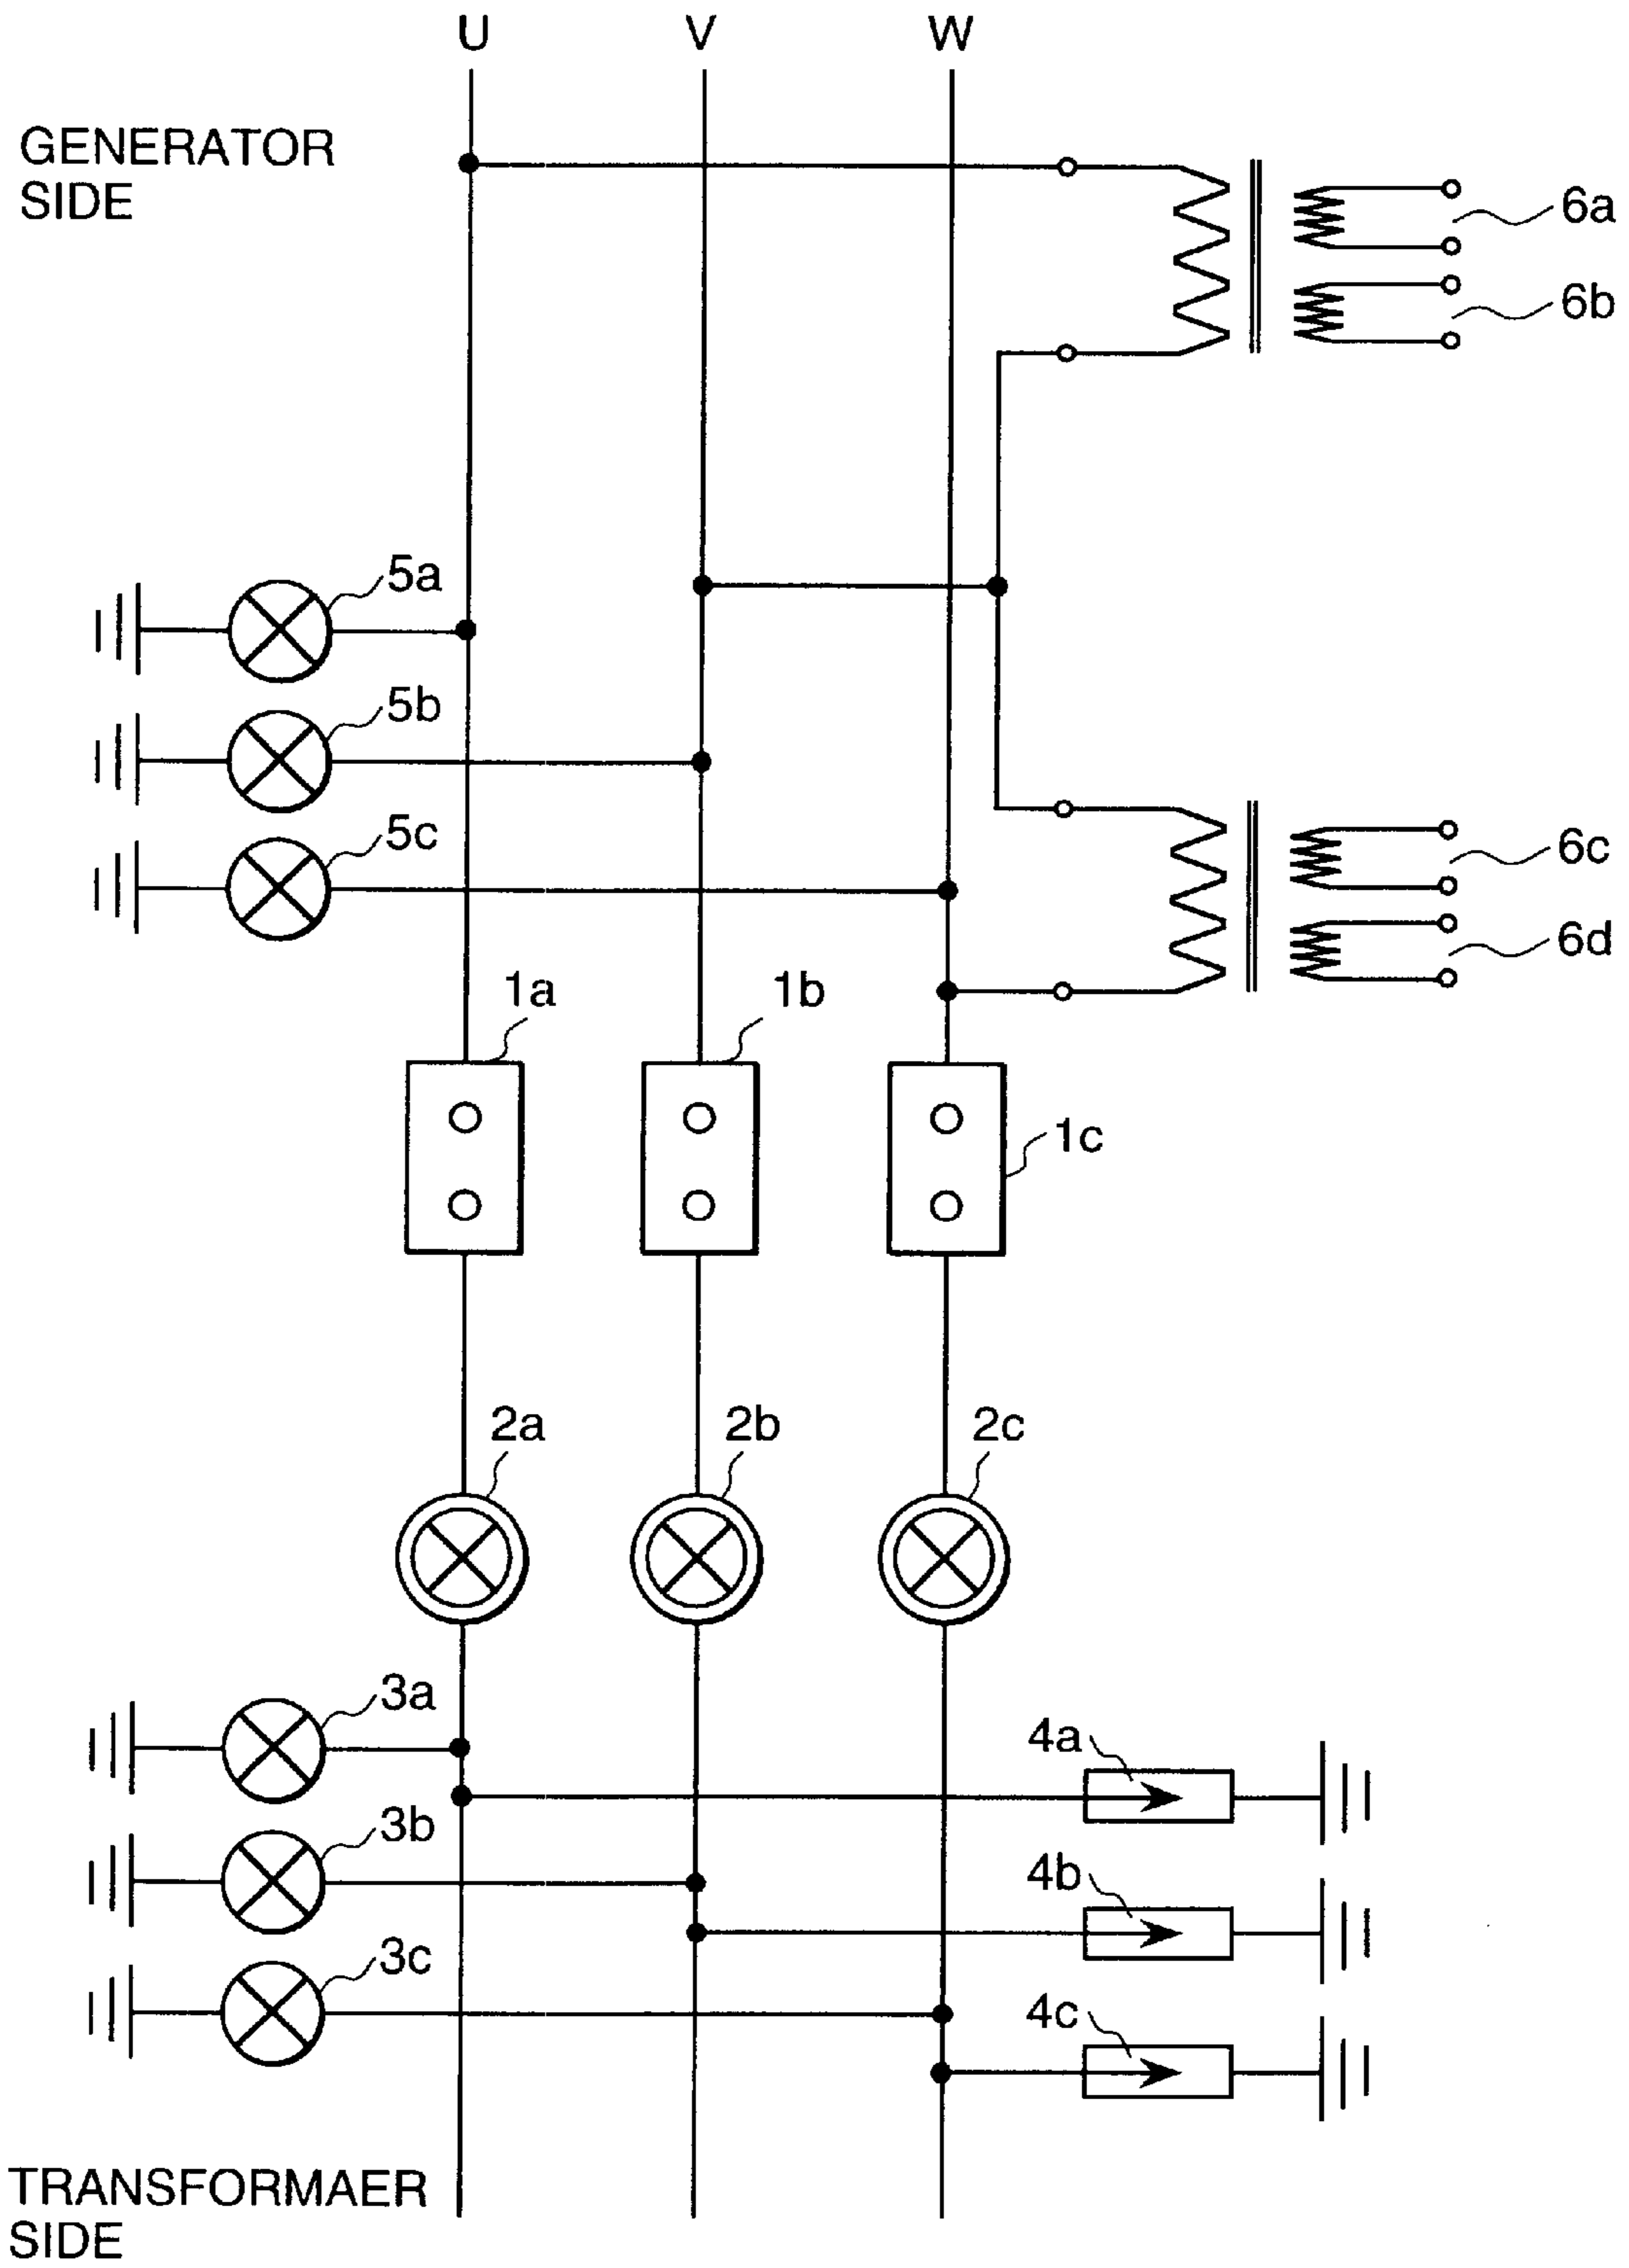 U V W
GENERATOR
SIDE
6a
6b
5a
5b
5c
6c
6d
1a 1b
1c
2a 2b 2c
3a
4a
3b
4b
3c
4c
TRANSFORMAER
SIDE